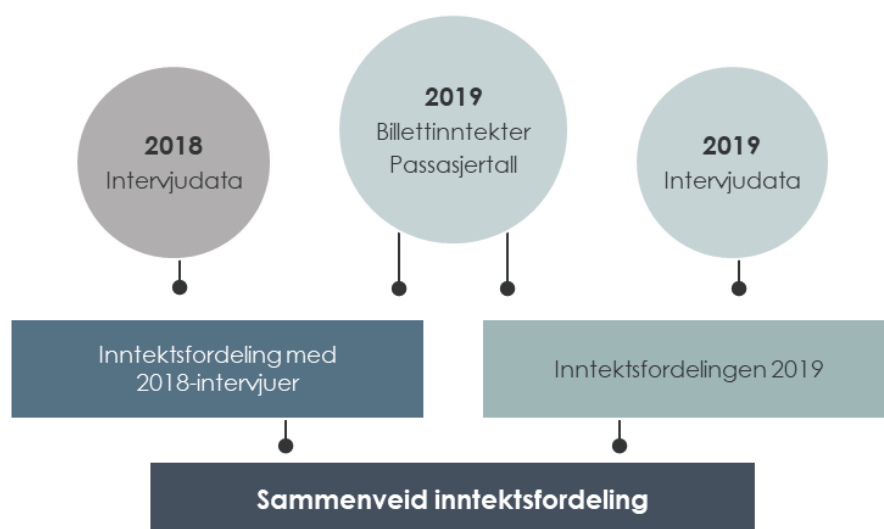 2018
Intervjudata
2019
Billettinntekter
Passasjertall
2019
Intervjudata
Inntektsfordeling med
2018-intervjuer
Inntektsfordelingen 2019
Sammenveid inntektsfordeling